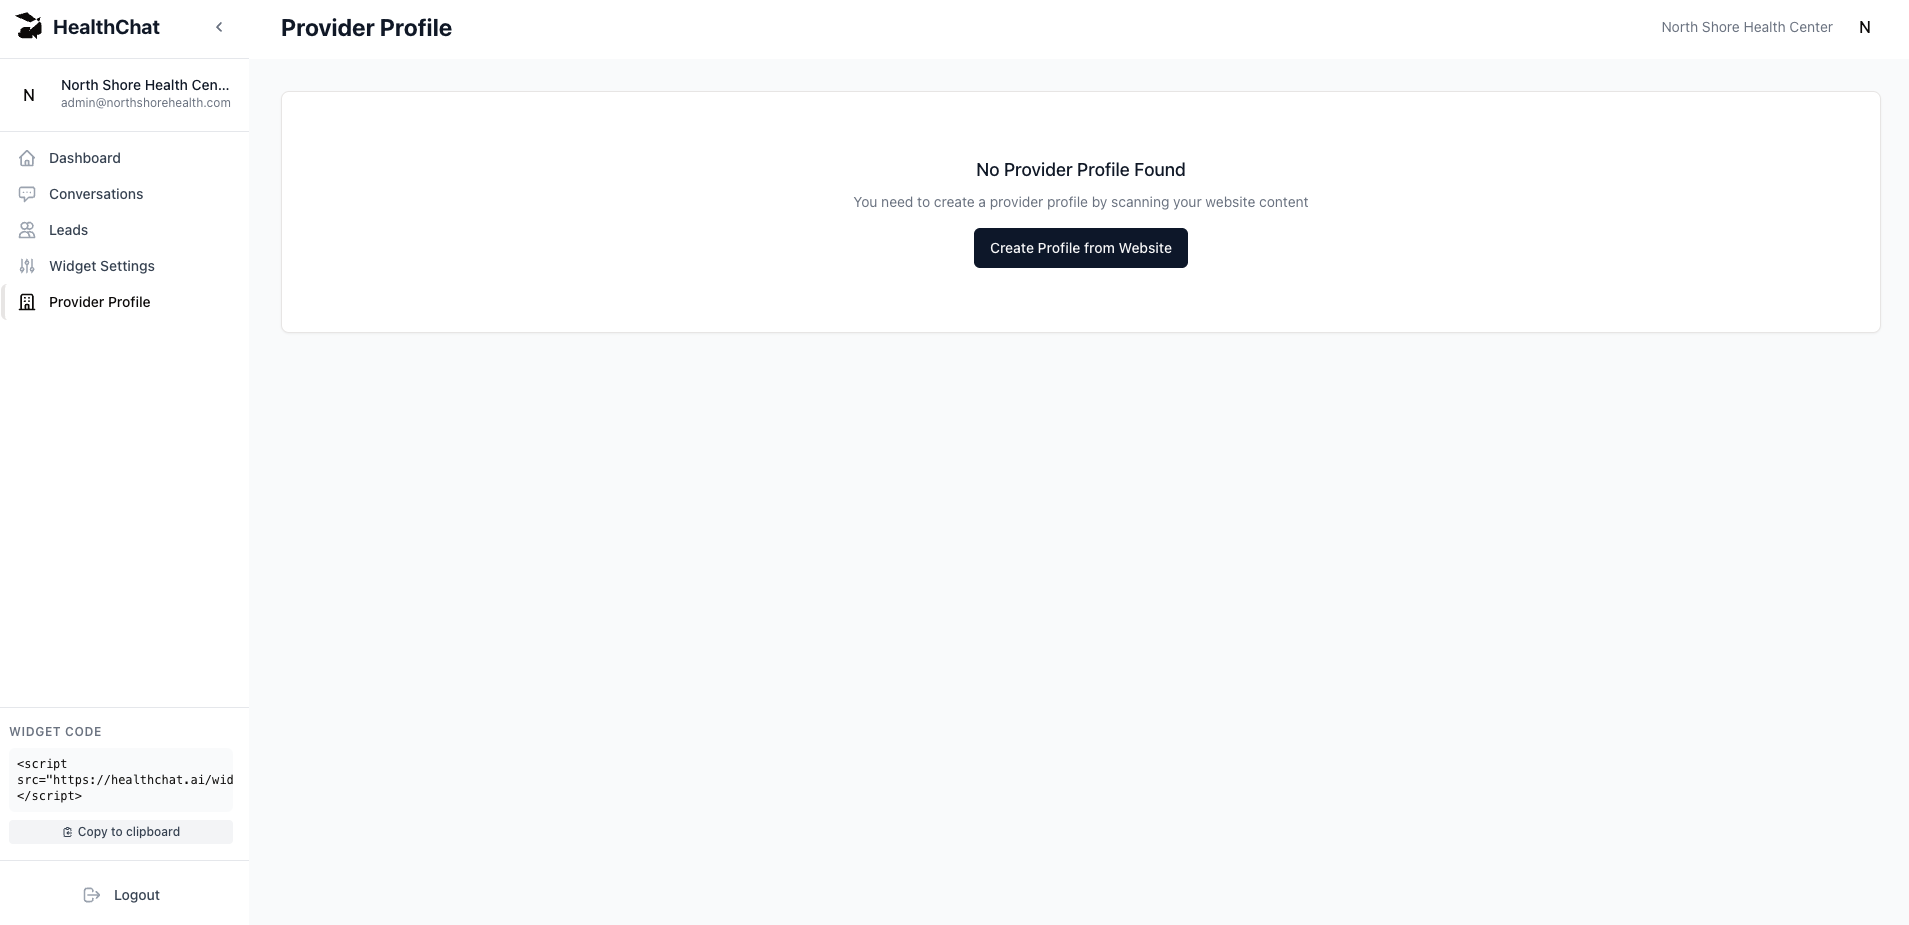 HealthChat
Provider Profile
North Shore Health Center
N
N
North Shore Health Cen...
admin@northshorehealth.com
Dashboard
Conversations
Leads
Widget Settings
Provider Profile
No Provider Profile Found
You need to create a provider profile by scanning your website content
Create Profile from Website
WIDGET CODE
<script
src="https://healthchat.ai/wid
</script>
Copy to clipboard
Logout